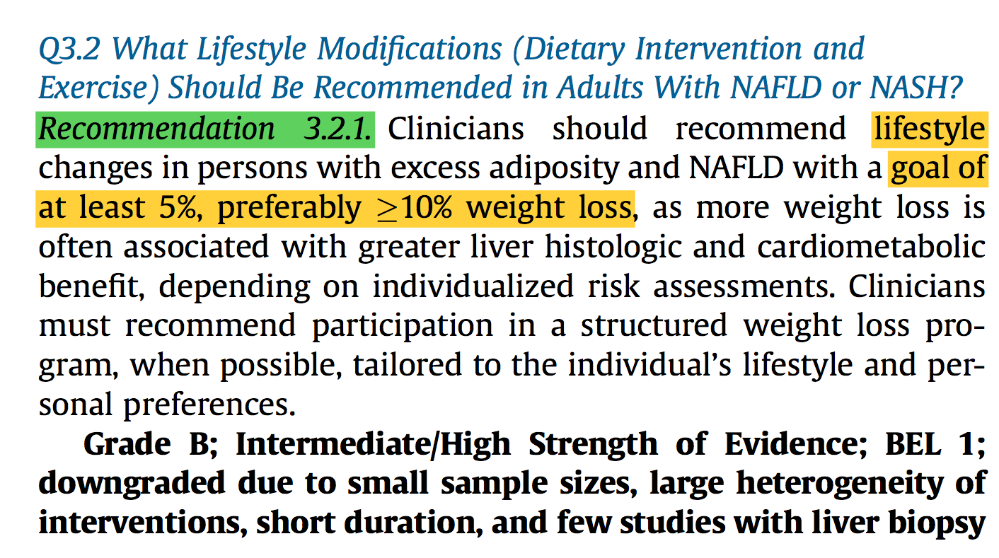 Q3.2 What Lifestyle Modifications (Dietary Intervention and
Exercise) Should Be Recommended in Adults With NAFLD or NASH?
Recommendation 3.2.1. Clinicians should recommend lifestyle
changes in persons with excess adiposity and NAFLD with a goal of
at least 5%, preferably ≥10% weight loss, as more weight loss is
often associated with greater liver histologic and cardiometabolic
benefit, depending on individualized risk assessments. Clinicians
must recommend participation in a structured weight loss pro-
gram, when possible, tailored to the individual’s lifestyle and per-
sonal preferences.
Grade B; Intermediate/High Strength of Evidence; BEL 1;
downgraded due to small sample sizes, large heterogeneity of
interventions, short duration, and few studies with liver biopsy